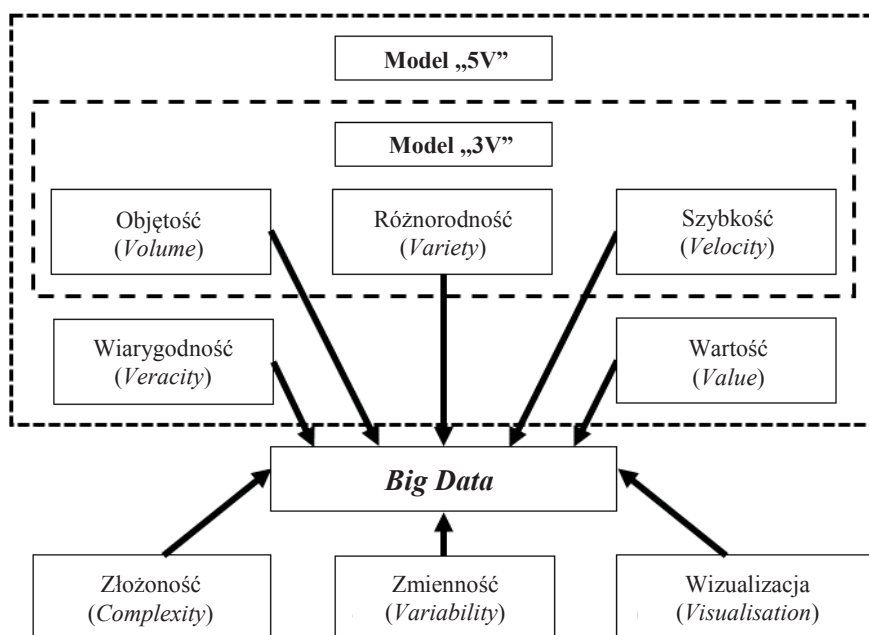 Model „5V”
Model „3V”
Objętość
(Volume)
Różnorodność
(Variety)
Szybkość
(Velocity)
Wiarygodność
(Veracity)
Wartość
(Value)
Big Data
Złożoność
(Complexity)
Zmienność
(Variability)
Wizualizacja
(Visualisation)